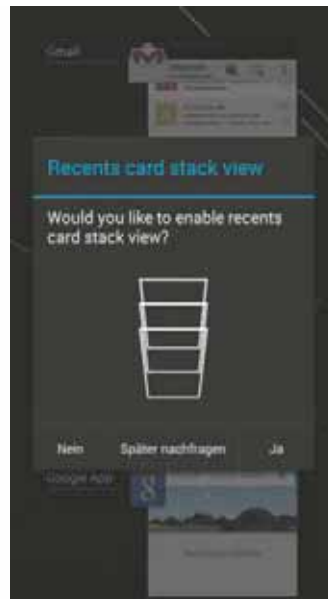 Gmail
Recents card stack view
Would you like to enable recents
card stack view?
Nein Später nachfragen Ja
Google App